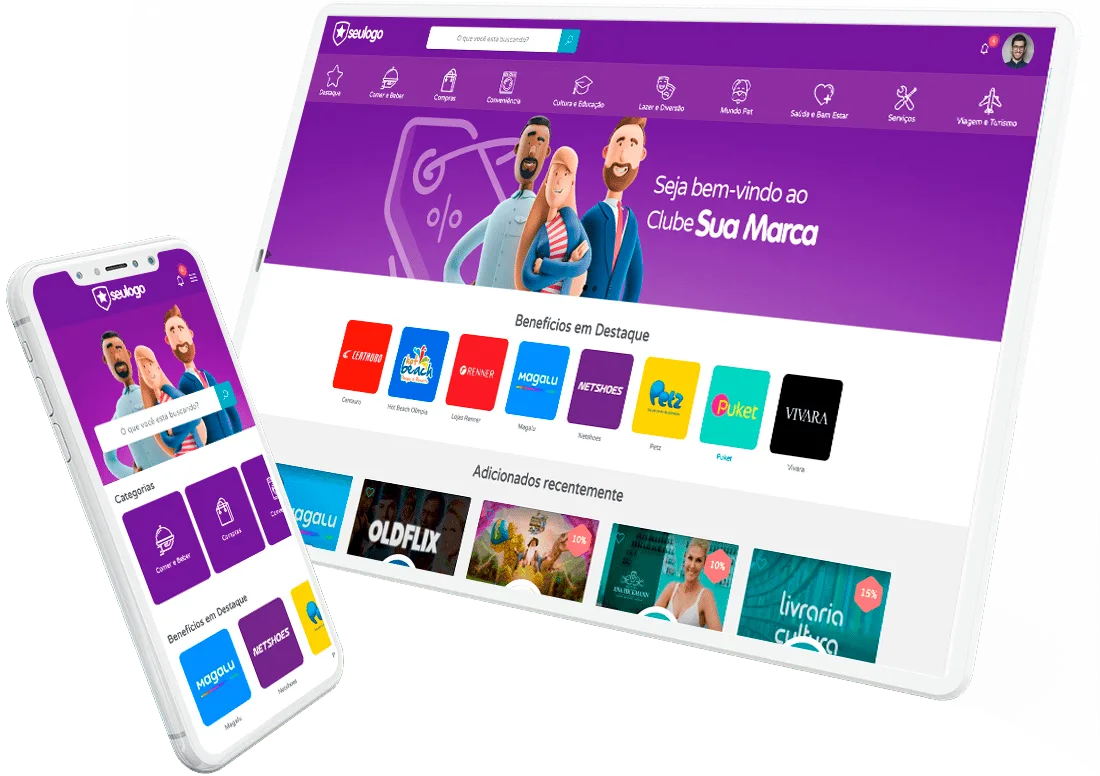 seulogo
O que você esta buscando?
4
Destaque
Comer e Beber
Compras
Conveniência
Cultura e Educação
Lazer e Diversão
Mundo Pet
Saúde e Bem Estar
Serviços
Viagem e Turismo
%
Seja bem-vindo ao
Clube Sua Marca
Benefícios em Destaque
CENTAURO
hot beach
RENNER
MAGALU
NETSHOES
Petz
Puket
VIVARA
Centauro
Hot Beach Olímpia
Lojas Renner
Magalu
Netshoes
Petz
Puket
Vivara
Adicionados recentemente
magalu
OLDFLIX
10%
ANA HICKMANN
10%
livraria
cultura
15%
seulogo
O que você esta buscando?
Categorias
Comer e Beber
Compras
Benefícios em Destaque
MAGALU
NETSHOES
Magalu
Netshoes
P